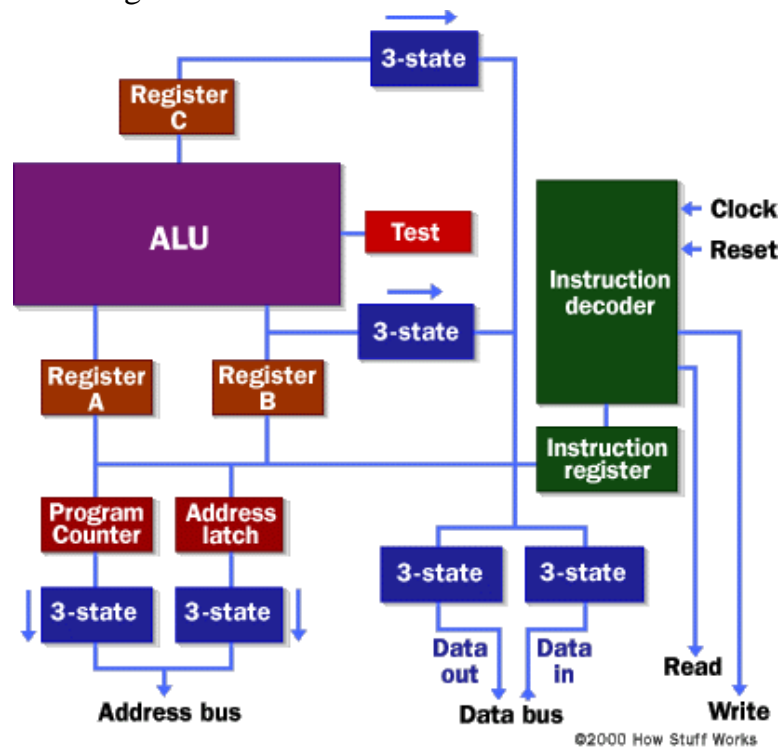 3-state
Register
C
ALU
Test
Clock
Reset
Instruction
decoder
3-state
Register
A
Register
B
Instruction
register
Program
Counter
Address
latch
3-state
3-state
3-state
3-state
Data
out
Data
in
Read
Address bus
Data bus
Write
©2000 How Stuff Works